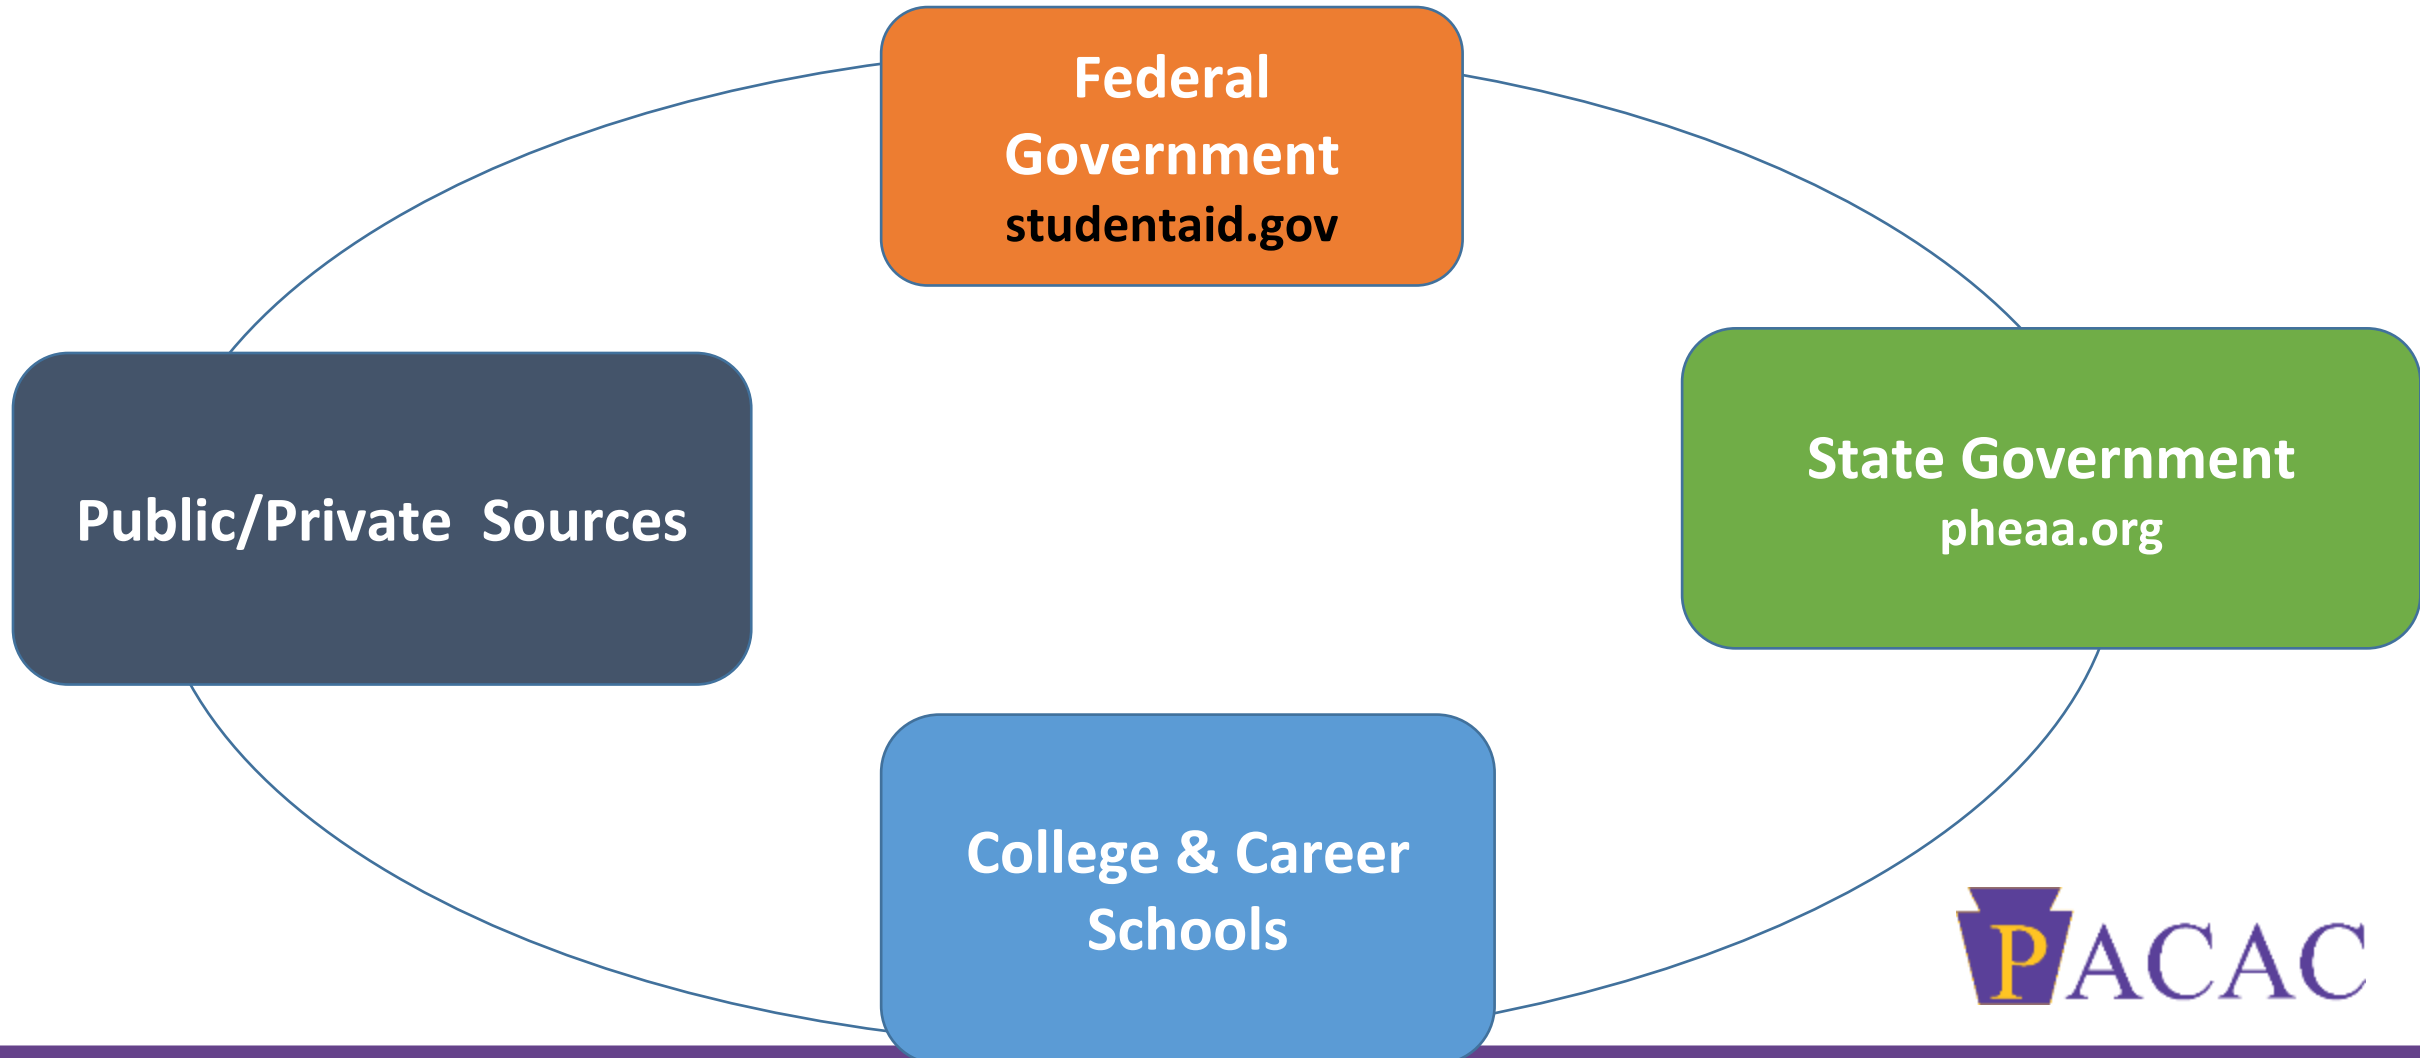 Federal
Government
studentaid.gov
State Government
pheaa.org
Public/Private  Sources
College & Career
Schools
PACAC